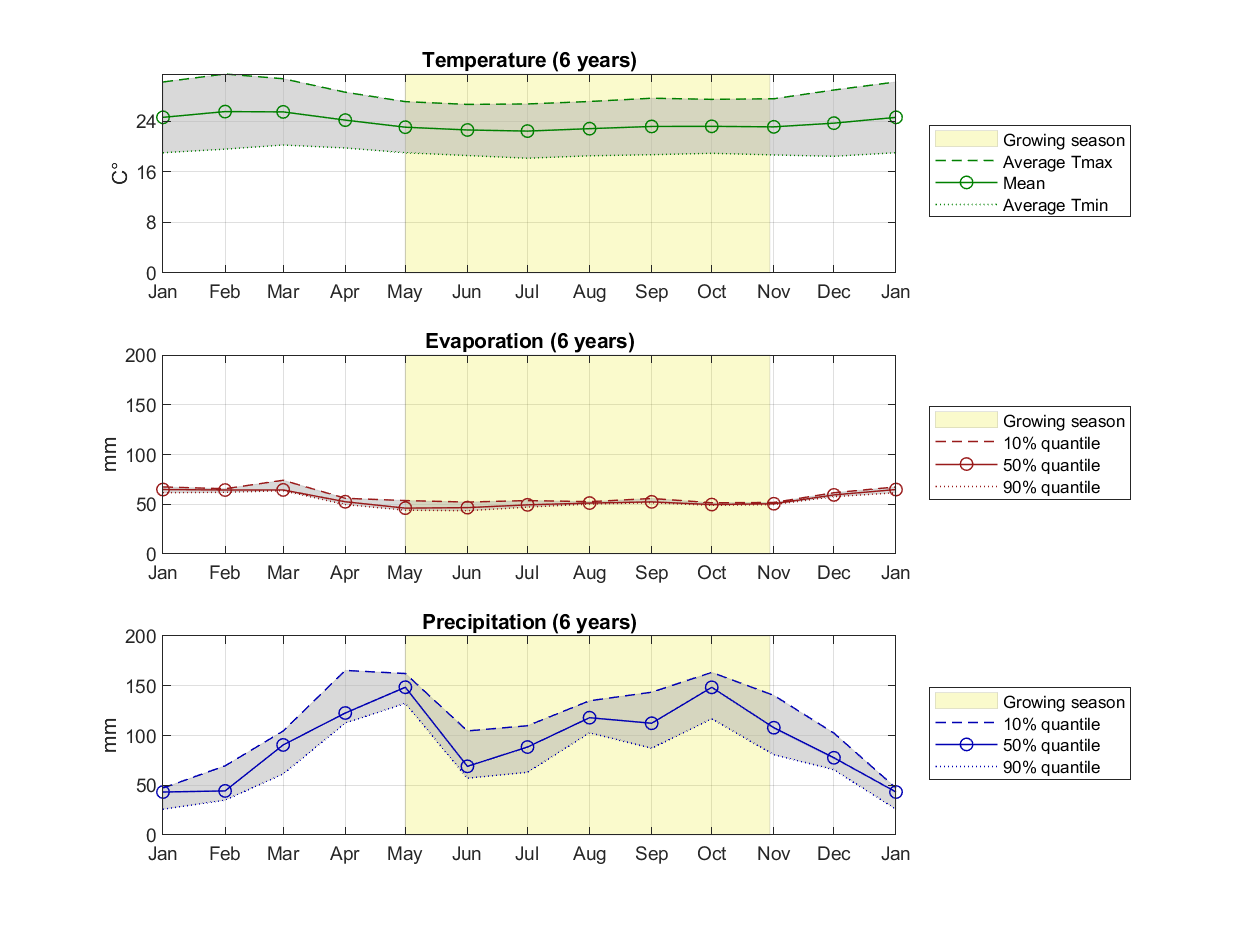 Temperature (6 years)
24
16
8
0
C°
Jan Feb Mar Apr May Jun Jul Aug Sep Oct Nov Dec Jan
Growing season
Average Tmax
Mean
Average Tmin
Evaporation (6 years)
200
150
100
50
0
mm
Jan Feb Mar Apr May Jun Jul Aug Sep Oct Nov Dec Jan
Growing season
10% quantile
50% quantile
90% quantile
Precipitation (6 years)
200
150
100
50
0
mm
Jan Feb Mar Apr May Jun Jul Aug Sep Oct Nov Dec Jan
Growing season
10% quantile
50% quantile
90% quantile